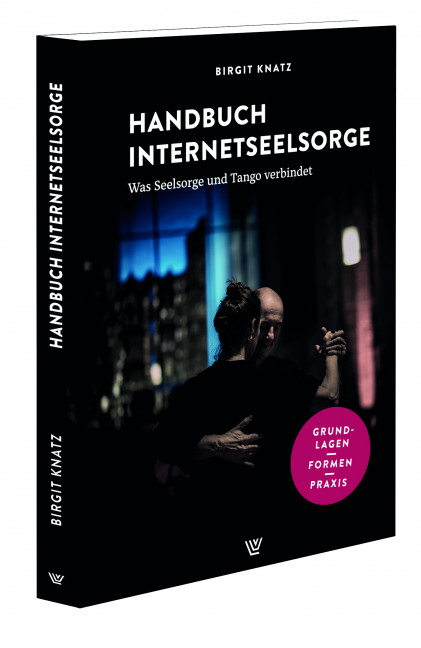 BIRGIT KNATZ
HANDBUCH
INTERNETSEELSORGE
Was Seelsorge und Tango verbindet
GRUND-
LAGEN
FORMEN
PRAXIS
HANDBUCH INTERNETSEELSORGE
BIRGIT KNATZ